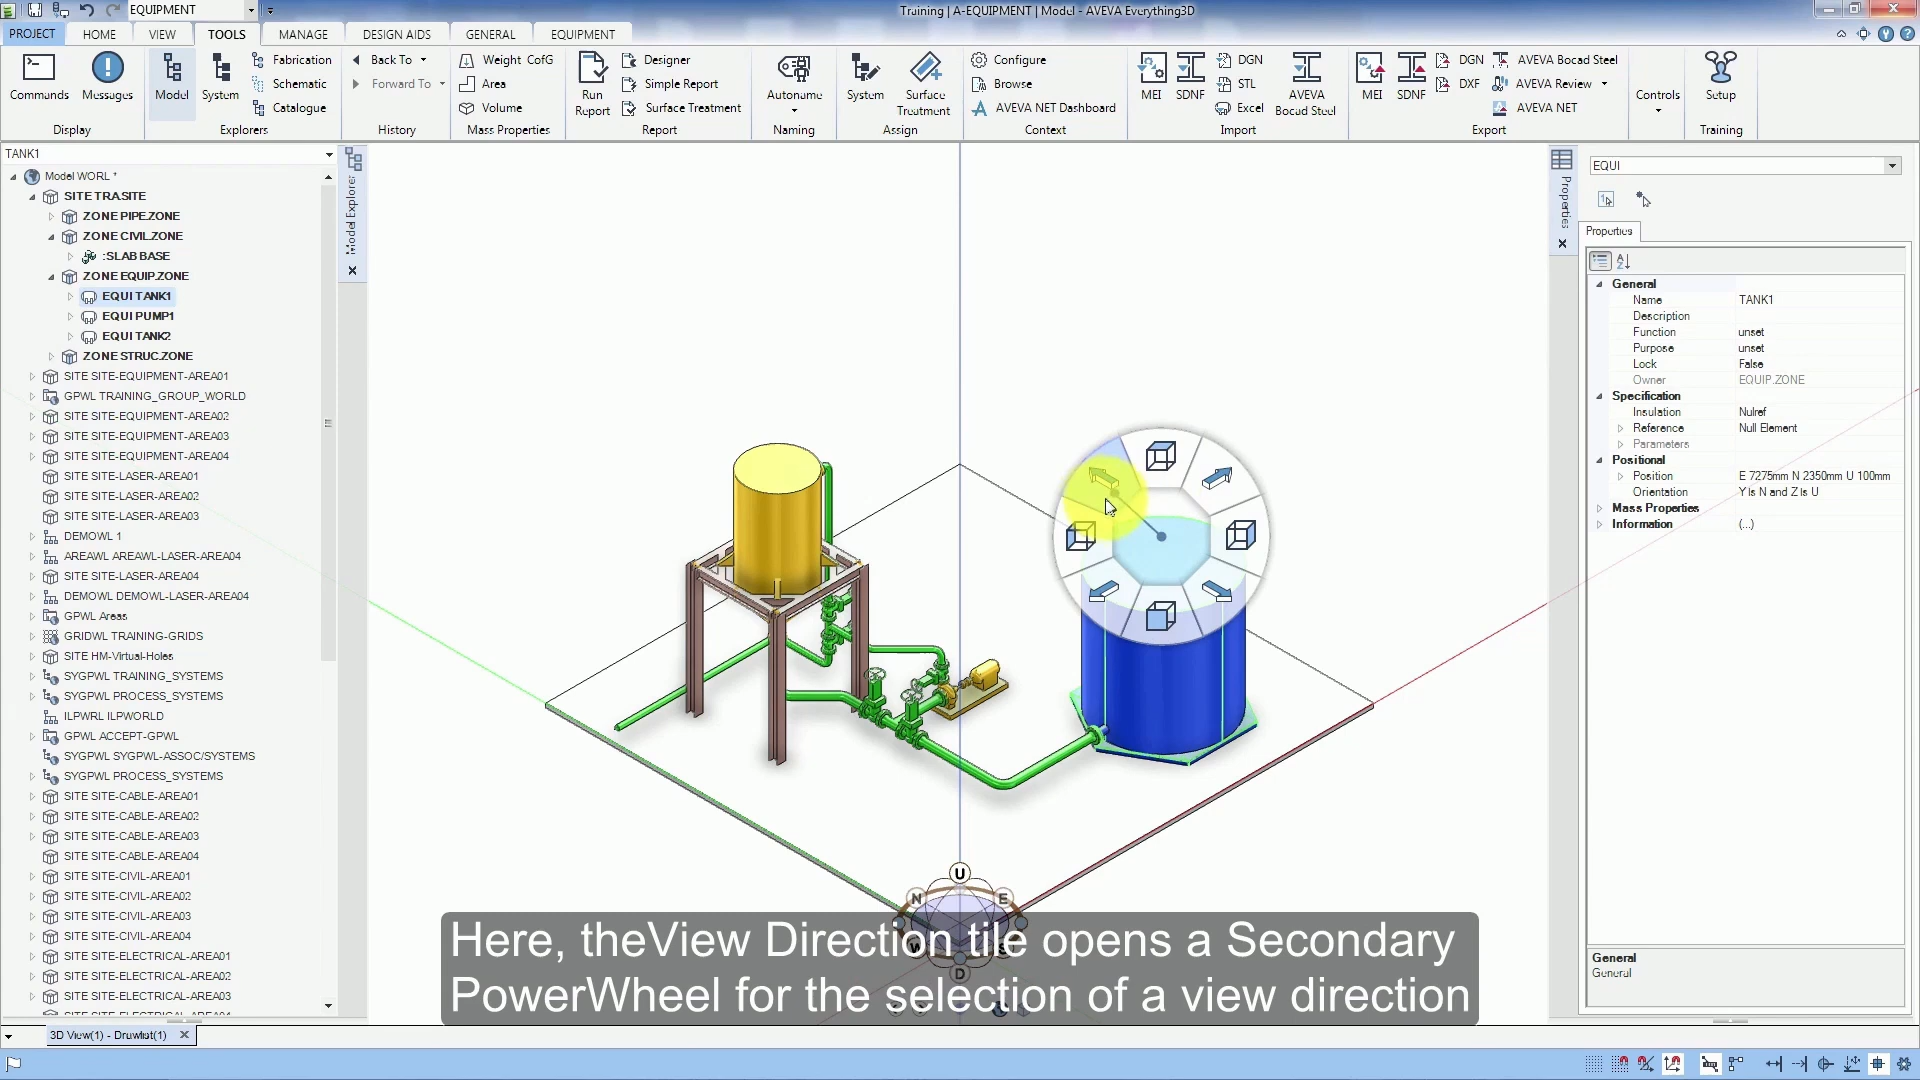 EQUIPMENT
Training | A-EQUIPMENT | Model - AVEVA Everything3D
PROJECT HOME VIEW TOOLS MANAGE DESIGN AIDS GENERAL EQUIPMENT
Commands
Messages
Display
Model
System
Fabrication
Schematic
Catalogue
Explorers
Back To
Forward To
History
Weight CofG
Area
Volume
Mass Properties
Run Report
Designer
Simple Report
Surface Treatment
Report
Autoname
Naming
System
Surface Treatment
Assign
Configure
Browse
AVEVA NET Dashboard
Context
MEI
SDNF
DGN
STL
Excel
AVEVA Bocad Steel
Import
MEI
SDNF
DGN
DXF
AVEVA Bocad Steel
AVEVA Review
AVEVA NET
Export
Controls
Setup
Training
TANK1
Model WORL *
SITE TRA.SITE
ZONE PIPE.ZONE
ZONE CIVIL.ZONE
:SLAB BASE
ZONE EQUIP.ZONE
EQUI TANK1
EQUI PUMP1
EQUI TANK2
ZONE STRUC.ZONE
SITE SITE-EQUIPMENT-AREA01
GPWL TRAINING_GROUP_WORLD
SITE SITE-EQUIPMENT-AREA02
SITE SITE-EQUIPMENT-AREA03
SITE SITE-EQUIPMENT-AREA04
SITE SITE-LASER-AREA01
SITE SITE-LASER-AREA02
SITE SITE-LASER-AREA03
DEMOWL 1
AREAWL AREAWL-LASER-AREA04
SITE SITE-LASER-AREA04
DEMOWL DEMOWL-LASER-AREA04
GPWL Areas
GRIDWL TRAINING-GRIDS
SITE HM-Virtual-Holes
SYGPWL TRAINING_SYSTEMS
SYGPWL PROCESS_SYSTEMS
ILPWRL ILPWORLD
GPWL ACCEPT-GPWL
SYGPWL SYGPWL-ASSOC/SYSTEMS
SYGPWL PROCESS_SYSTEMS
SITE SITE-CABLE-AREA01
SITE SITE-CABLE-AREA02
SITE SITE-CABLE-AREA03
SITE SITE-CABLE-AREA04
SITE SITE-CIVIL-AREA01
SITE SITE-CIVIL-AREA02
SITE SITE-CIVIL-AREA03
SITE SITE-CIVIL-AREA04
SITE SITE-ELECTRICAL-AREA01
SITE SITE-ELECTRICAL-AREA02
SITE SITE-ELECTRICAL-AREA03
Model Explorer
U
N
E
W
S
D
Here, theView Direction tile opens a Secondary
PowerWheel for the selection of a view direction
Properties
EQUI
Properties
General
Name TANK1
Description
Function unset
Purpose unset
Lock False
Owner EQUIP.ZONE
Specification
Insulation Nulref
Reference Null Element
Parameters
Positional
Position E 7275mm N 2350mm U 100mm
Orientation Y is N and Z is U
Mass Properties
Information (...)
General
General
3D View(1) - Drawlist(1)